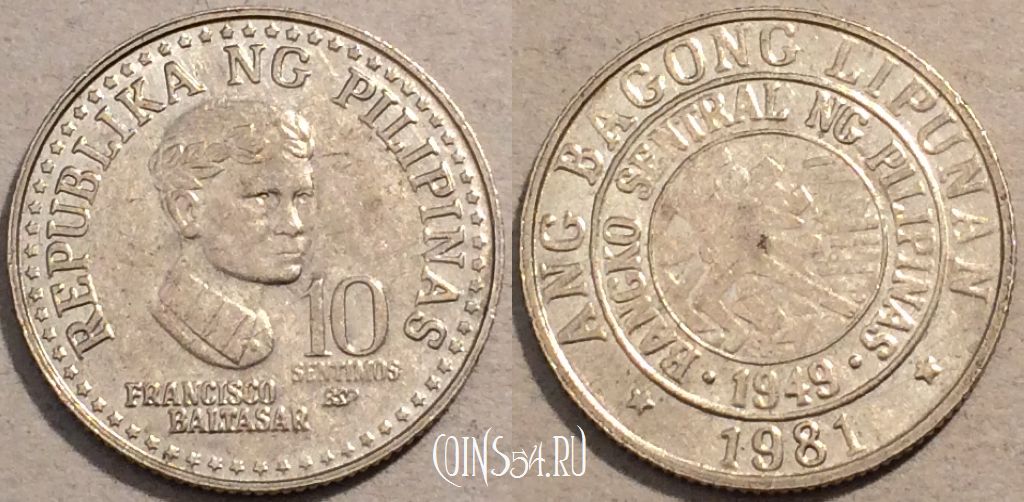 REPUBLIKA NG PILIPINAS
10
SENTIMOS
FRANCISCO
BALTASAR
BSP
ANG BAGONG LIPUNAN
BANGKO SENTRAL NG PILIPINAS
· 1949 ·
1981
COINS54.RU